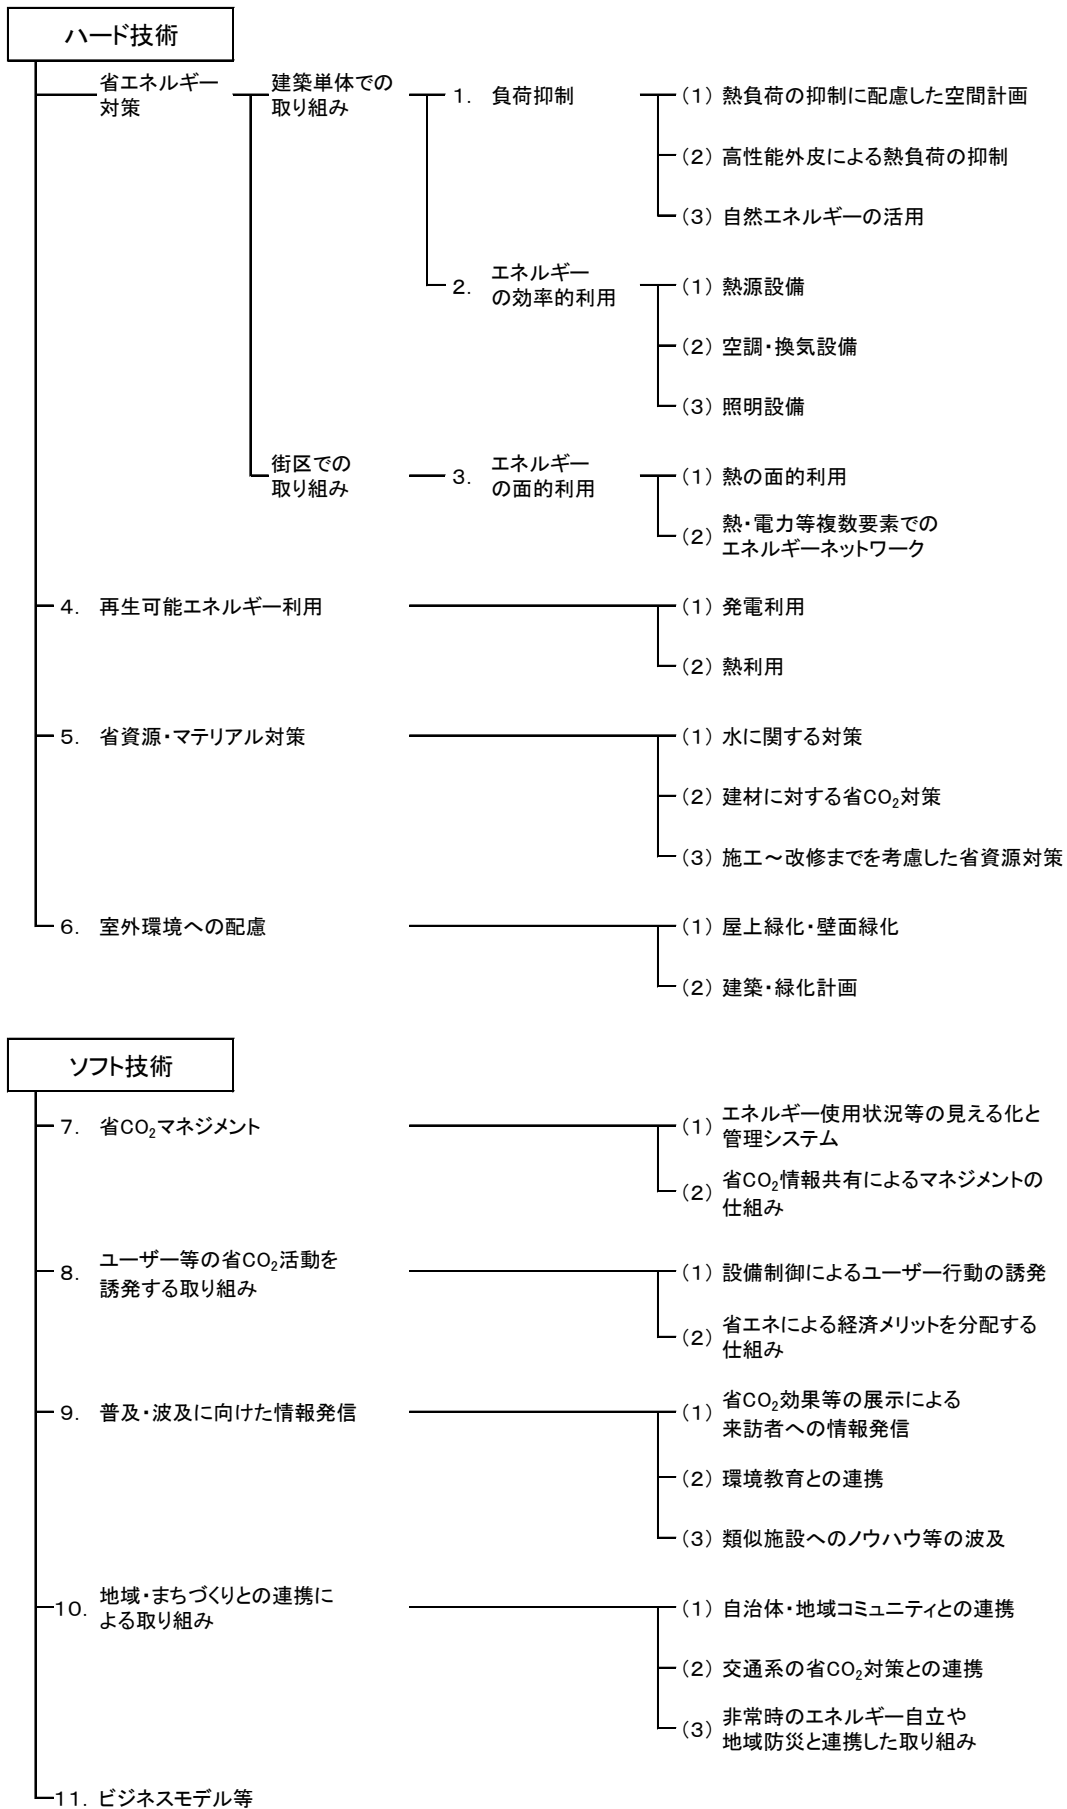 ハード技術
省エネルギー
対策
建築単体での
取り組み
1. 負荷抑制
(1) 熱負荷の抑制に配慮した空間計画
(2) 高性能外皮による熱負荷の抑制
(3) 自然エネルギーの活用
2. エネルギー
の効率的利用
(1) 熱源設備
(2) 空調・換気設備
(3) 照明設備
街区での
取り組み
3. エネルギー
の面的利用
(1) 熱の面的利用
(2) 熱・電力等複数要素での
エネルギーネットワーク
4. 再生可能エネルギー利用
(1) 発電利用
(2) 熱利用
5. 省資源・マテリアル対策
(1) 水に関する対策
(2) 建材に対する省CO₂対策
(3) 施工～改修までを考慮した省資源対策
6. 室外環境への配慮
(1) 屋上緑化・壁面緑化
(2) 建築・緑化計画
ソフト技術
7. 省CO₂マネジメント
(1) エネルギー使用状況等の見える化と
管理システム
(2) 省CO₂情報共有によるマネジメントの
仕組み
8. ユーザー等の省CO₂活動を
誘発する取り組み
(1) 設備制御によるユーザー行動の誘発
(2) 省エネによる経済メリットを分配する
仕組み
9. 普及・波及に向けた情報発信
(1) 省CO₂効果等の展示による
来訪者への情報発信
(2) 環境教育との連携
(3) 類似施設へのノウハウ等の波及
10. 地域・まちづくりとの連携に
よる取り組み
(1) 自治体・地域コミュニティとの連携
(2) 交通系の省CO₂対策との連携
(3) 非常時のエネルギー自立や
地域防災と連携した取り組み
11. ビジネスモデル等